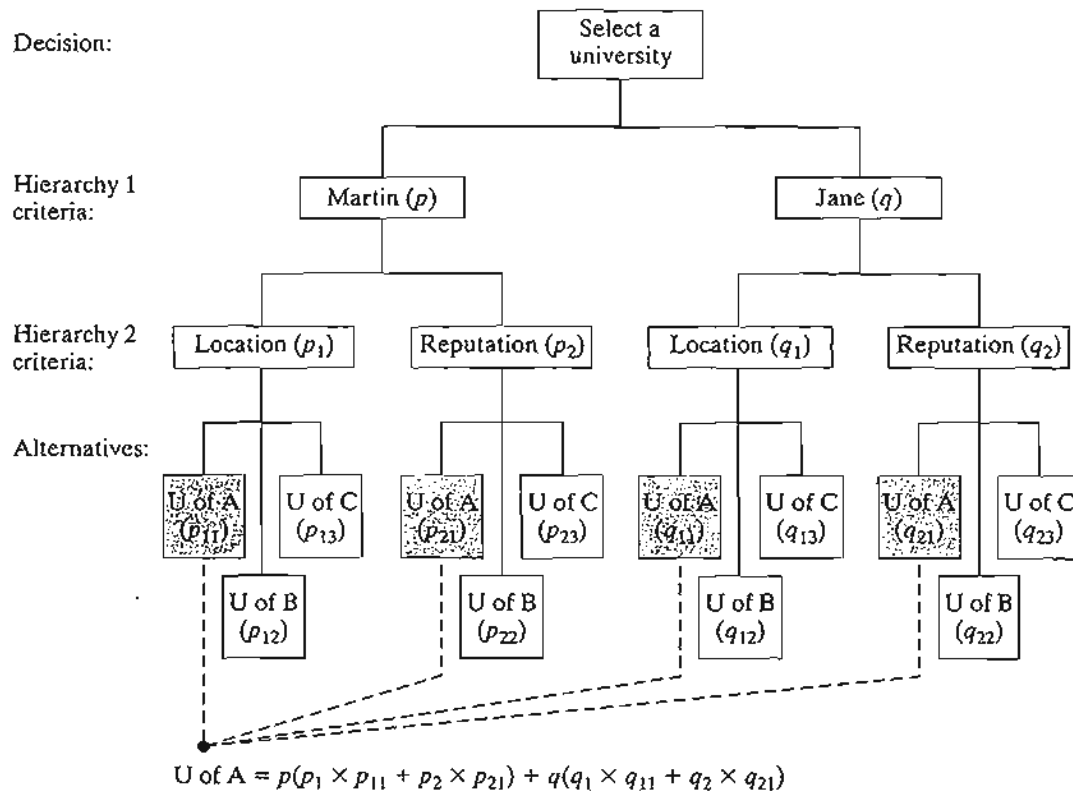 Decision:
Select a
university
Hierarchy 1
criteria:
Martin (p)
Jane (q)
Hierarchy 2
criteria:
Location (p₁)
Reputation (p₂)
Location (q₁)
Reputation (q₂)
Alternatives:
U of A
(p₁₁)
U of C
(p₁₃)
U of A
(p₂₁)
U of C
(p₂₃)
U of A
(q₁₁)
U of C
(q₁₃)
U of A
(q₂₁)
U of C
(q₂₃)
U of B
(p₁₂)
U of B
(p₂₂)
U of B
(q₁₂)
U of B
(q₂₂)
U of A = p(p₁ × p₁₁ + p₂ × p₂₁) + q(q₁ × q₁₁ + q₂ × q₂₁)